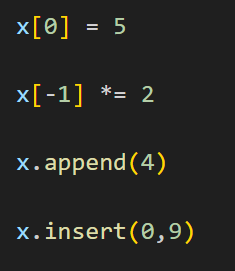 x[0] = 5
x[-1] *= 2
x.append(4)
x.insert(0,9)